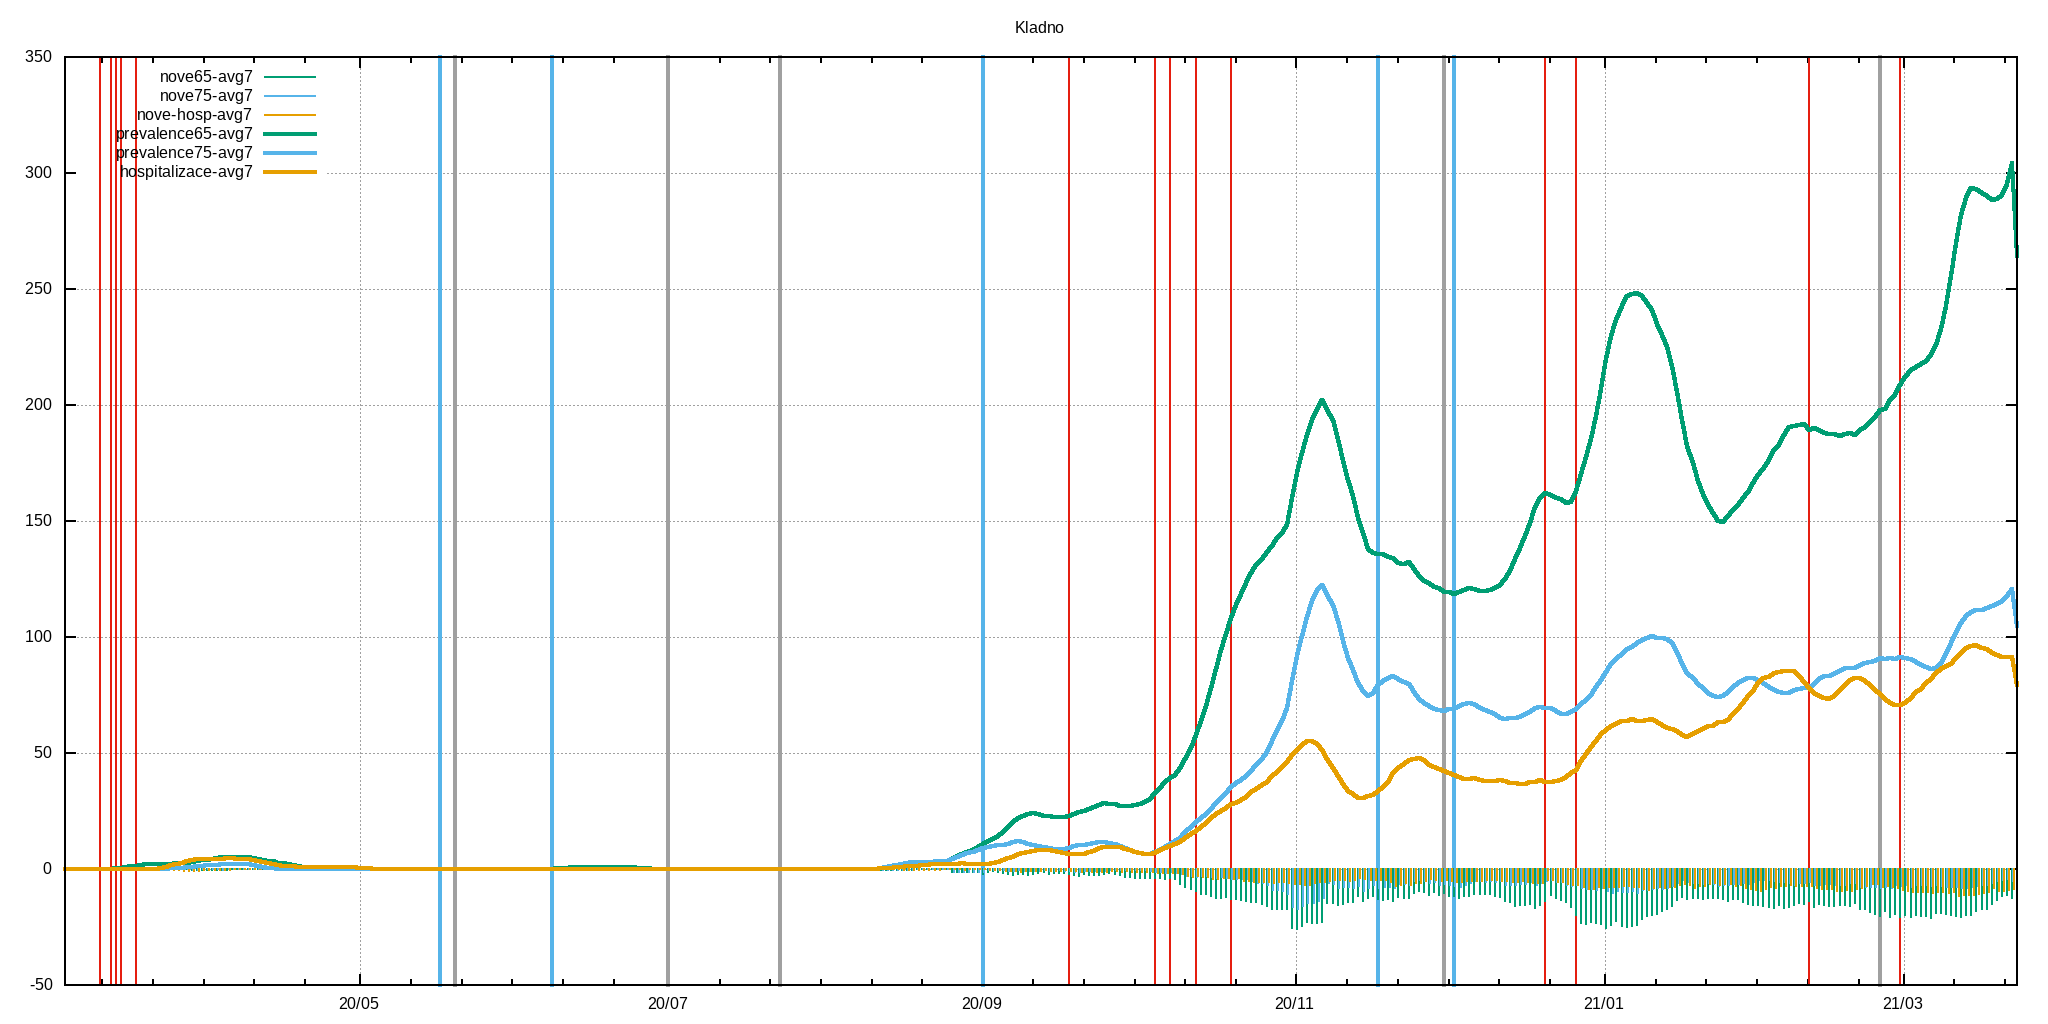 Kladno
350
300
250
200
150
100
50
0
-50
nove65-avg7
nove75-avg7
nove-hosp-avg7
prevalence65-avg7
prevalence75-avg7
hospitalizace-avg7
20/05 20/07 20/09 20/11 21/01 21/03